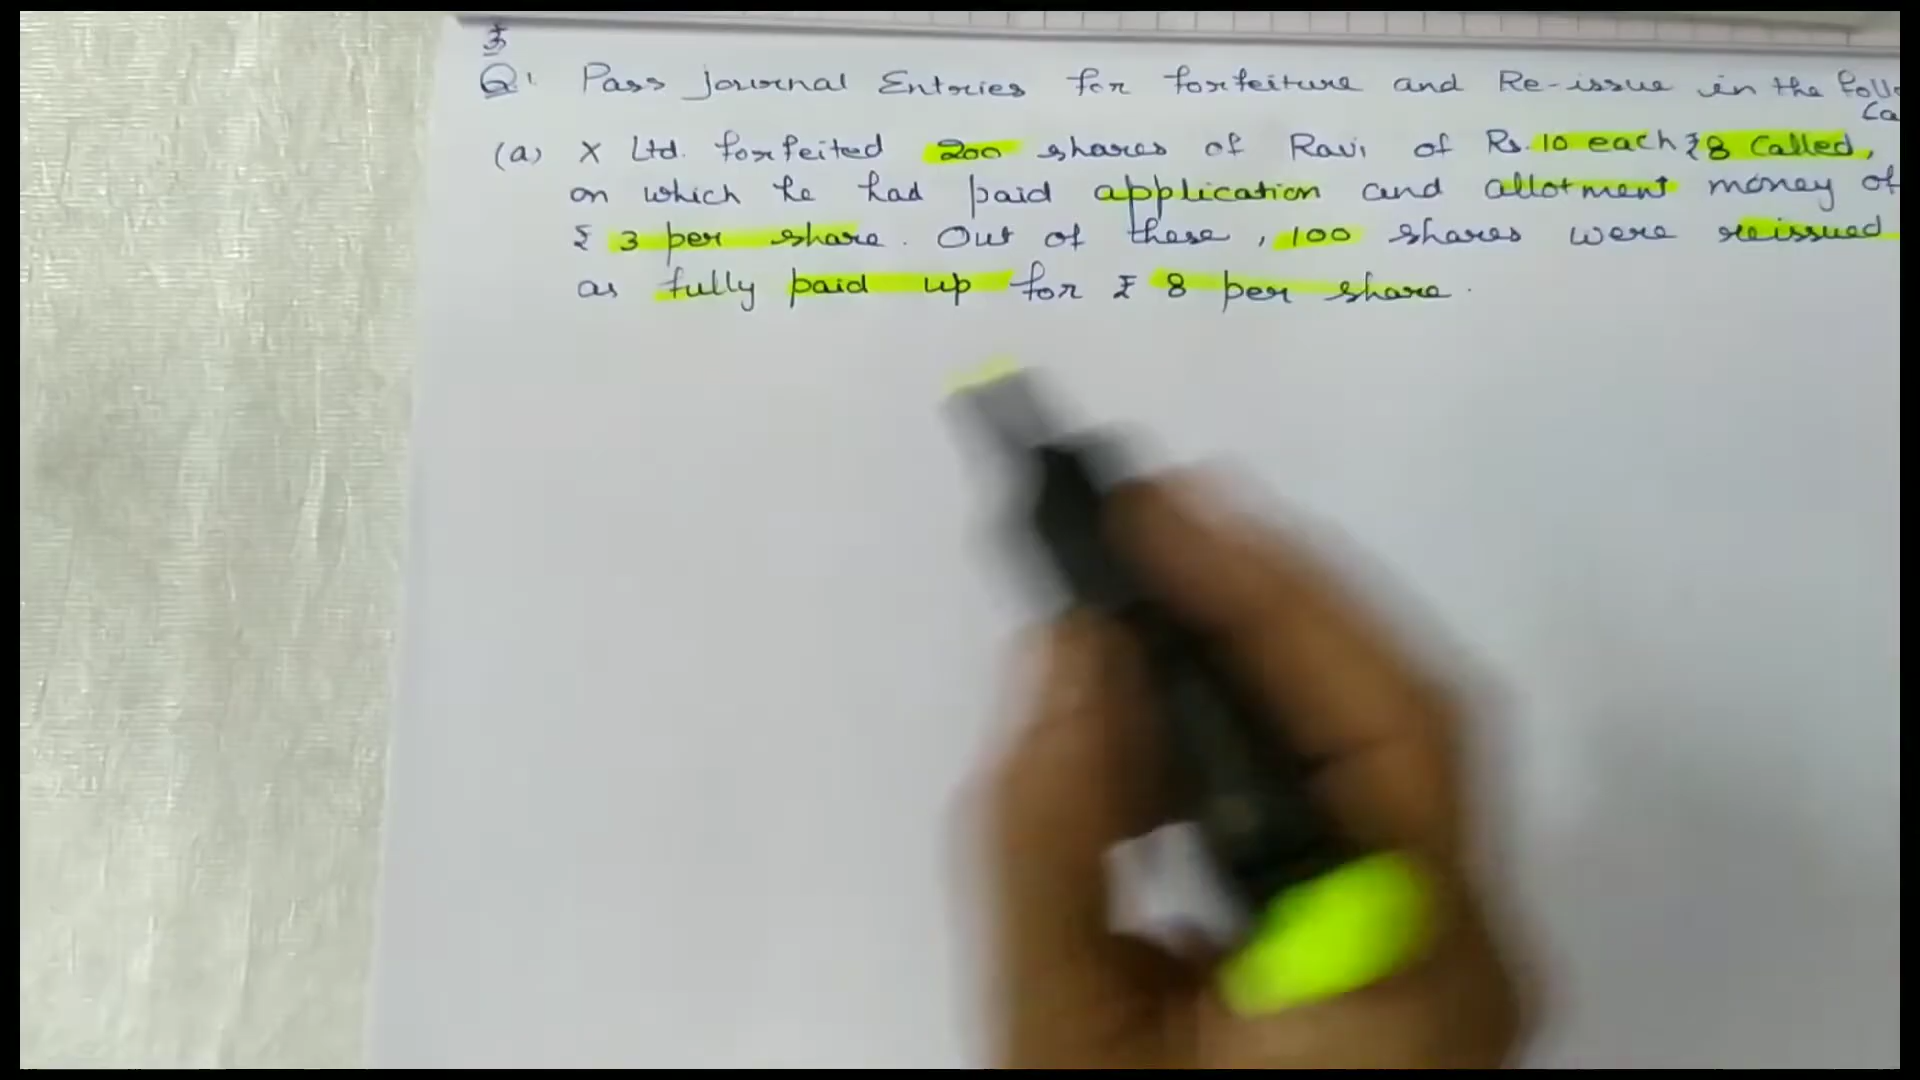 ॐ
Q1 Pass Journal Entries for forfeiture and Re-issue in the
(a) X Ltd. forfeited 200 shares of Ravi of Rs. 10 each ₹8 Called,
on which he had paid application and allotment money of
₹ 3 per share. Out of these, 100 shares were reissued
as fully paid up for ₹ 8 per share.